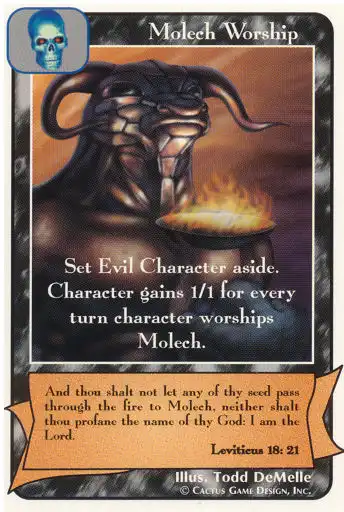 Molech Worship
Set Evil Character aside.
Character gains 1/1 for every
turn character worships
Molech.
And thou shalt not let any of thy seed pass
through the fire to Molech, neither shalt
thou profane the name of thy God: I am the
Lord.
Leviticus 18: 21
Illus. Todd DeMelle
© Cactus Game Design, Inc.